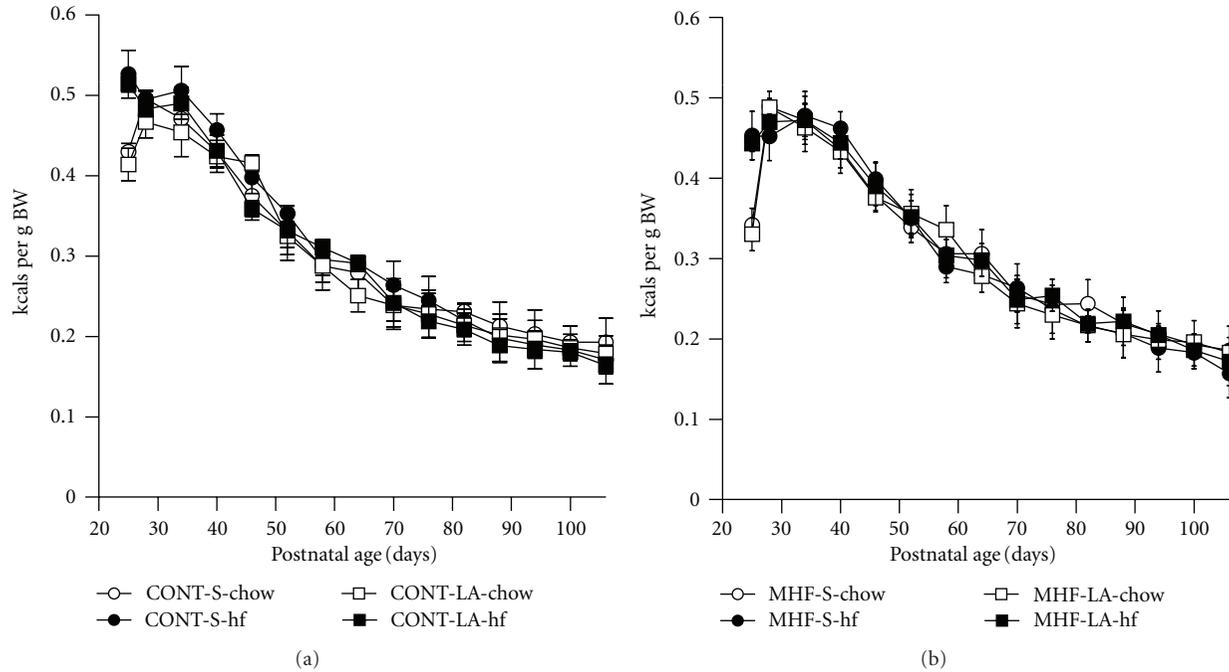 0.6
0.5
0.4
0.3
0.2
0.1
0
kcals per g BW
20 30 40 50 60 70 80 90 100
Postnatal age (days)
CONT-S-chow CONT-LA-chow
CONT-S-hf CONT-LA-hf
(a)
0.6
0.5
0.4
0.3
0.2
0.1
0
kcals per g BW
20 30 40 50 60 70 80 90 100
Postnatal age (days)
MHF-S-chow MHF-LA-chow
MHF-S-hf MHF-LA-hf
(b)